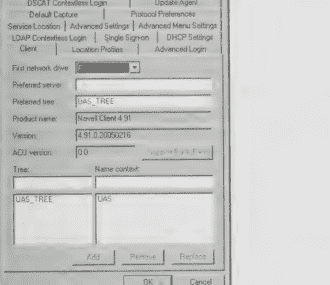 DSCAT Contextless Login Update Agent
Default Capture Protocol Preferences
Service Location Advanced Settings Advanced Menu Settings
LDAP Contextless Login Single Sign-on DHCP Settings
Client Location Profiles Advanced Login
First network drive:
Preferred server:
Preferred tree: UAS_TREE
Product name: Novell Client 4.91
Version: 4.91.0.20050216
ADJ version: 0.0
Tree: Name context:
UAS_TREE UAS
Add Remove Replace
OK Cancel